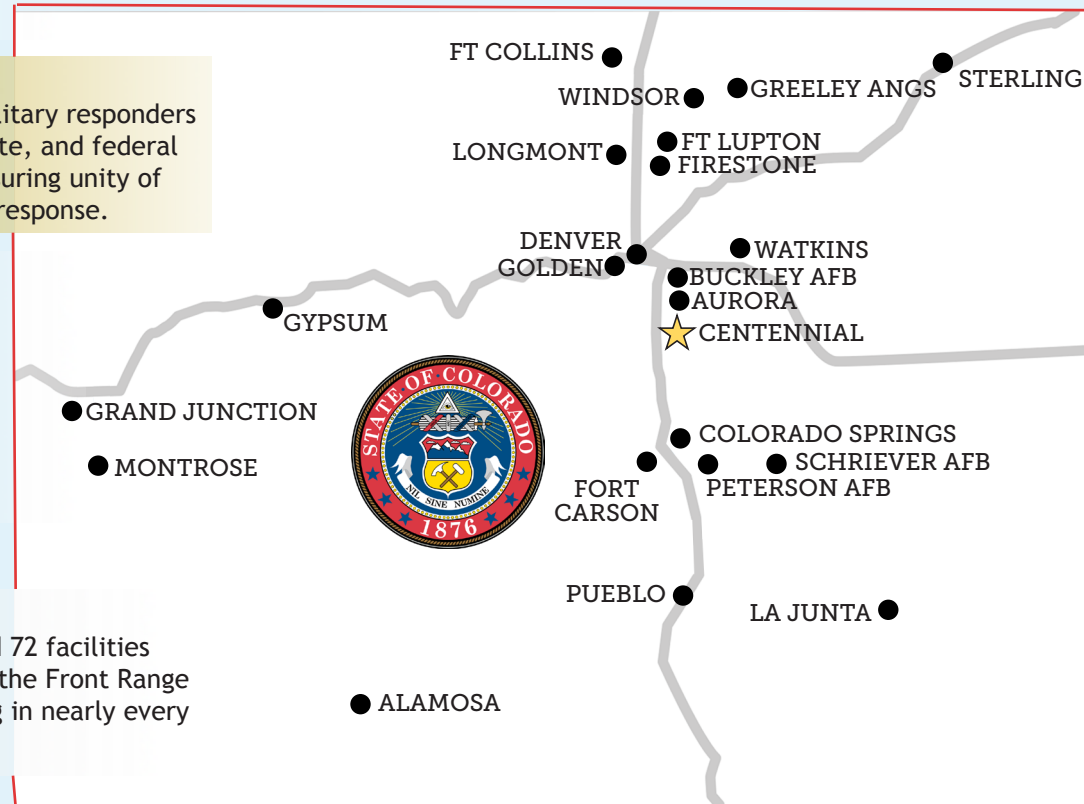 FT COLLINS
STERLING
GREELEY ANGS
WINDSOR
litary responders
te, and federal
suring unity of
response.
FT LUPTON
LONGMONT
FIRESTONE
DENVER
WATKINS
GOLDEN
BUCKLEY AFB
AURORA
GYPSUM
CENTENNIAL
STATE OF COLORADO
NIL SINE NUMINE
1876
GRAND JUNCTION
MONTROSE
COLORADO SPRINGS
SCHRIEVER AFB
PETERSON AFB
FORT
CARSON
PUEBLO
LA JUNTA
72 facilities
the Front Range
in nearly every
ALAMOSA